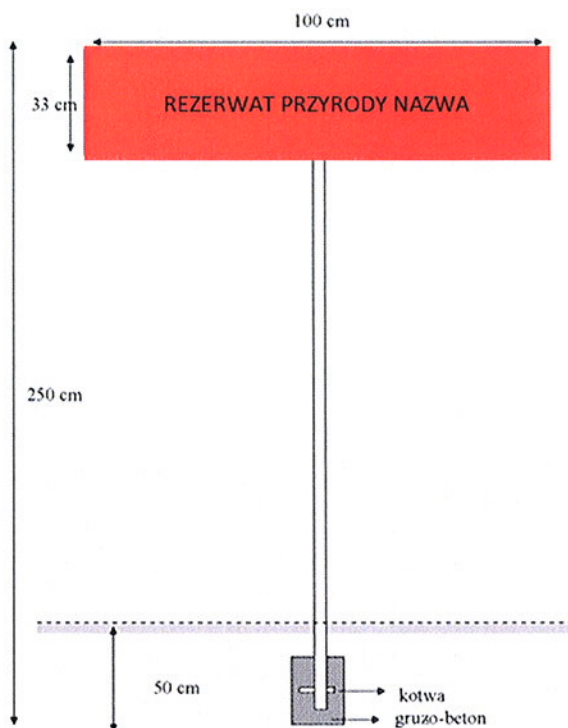 100 cm
33 cm
REZERWAT PRZYRODY NAZWA
250 cm
50 cm
kotwa
gruzo-beton